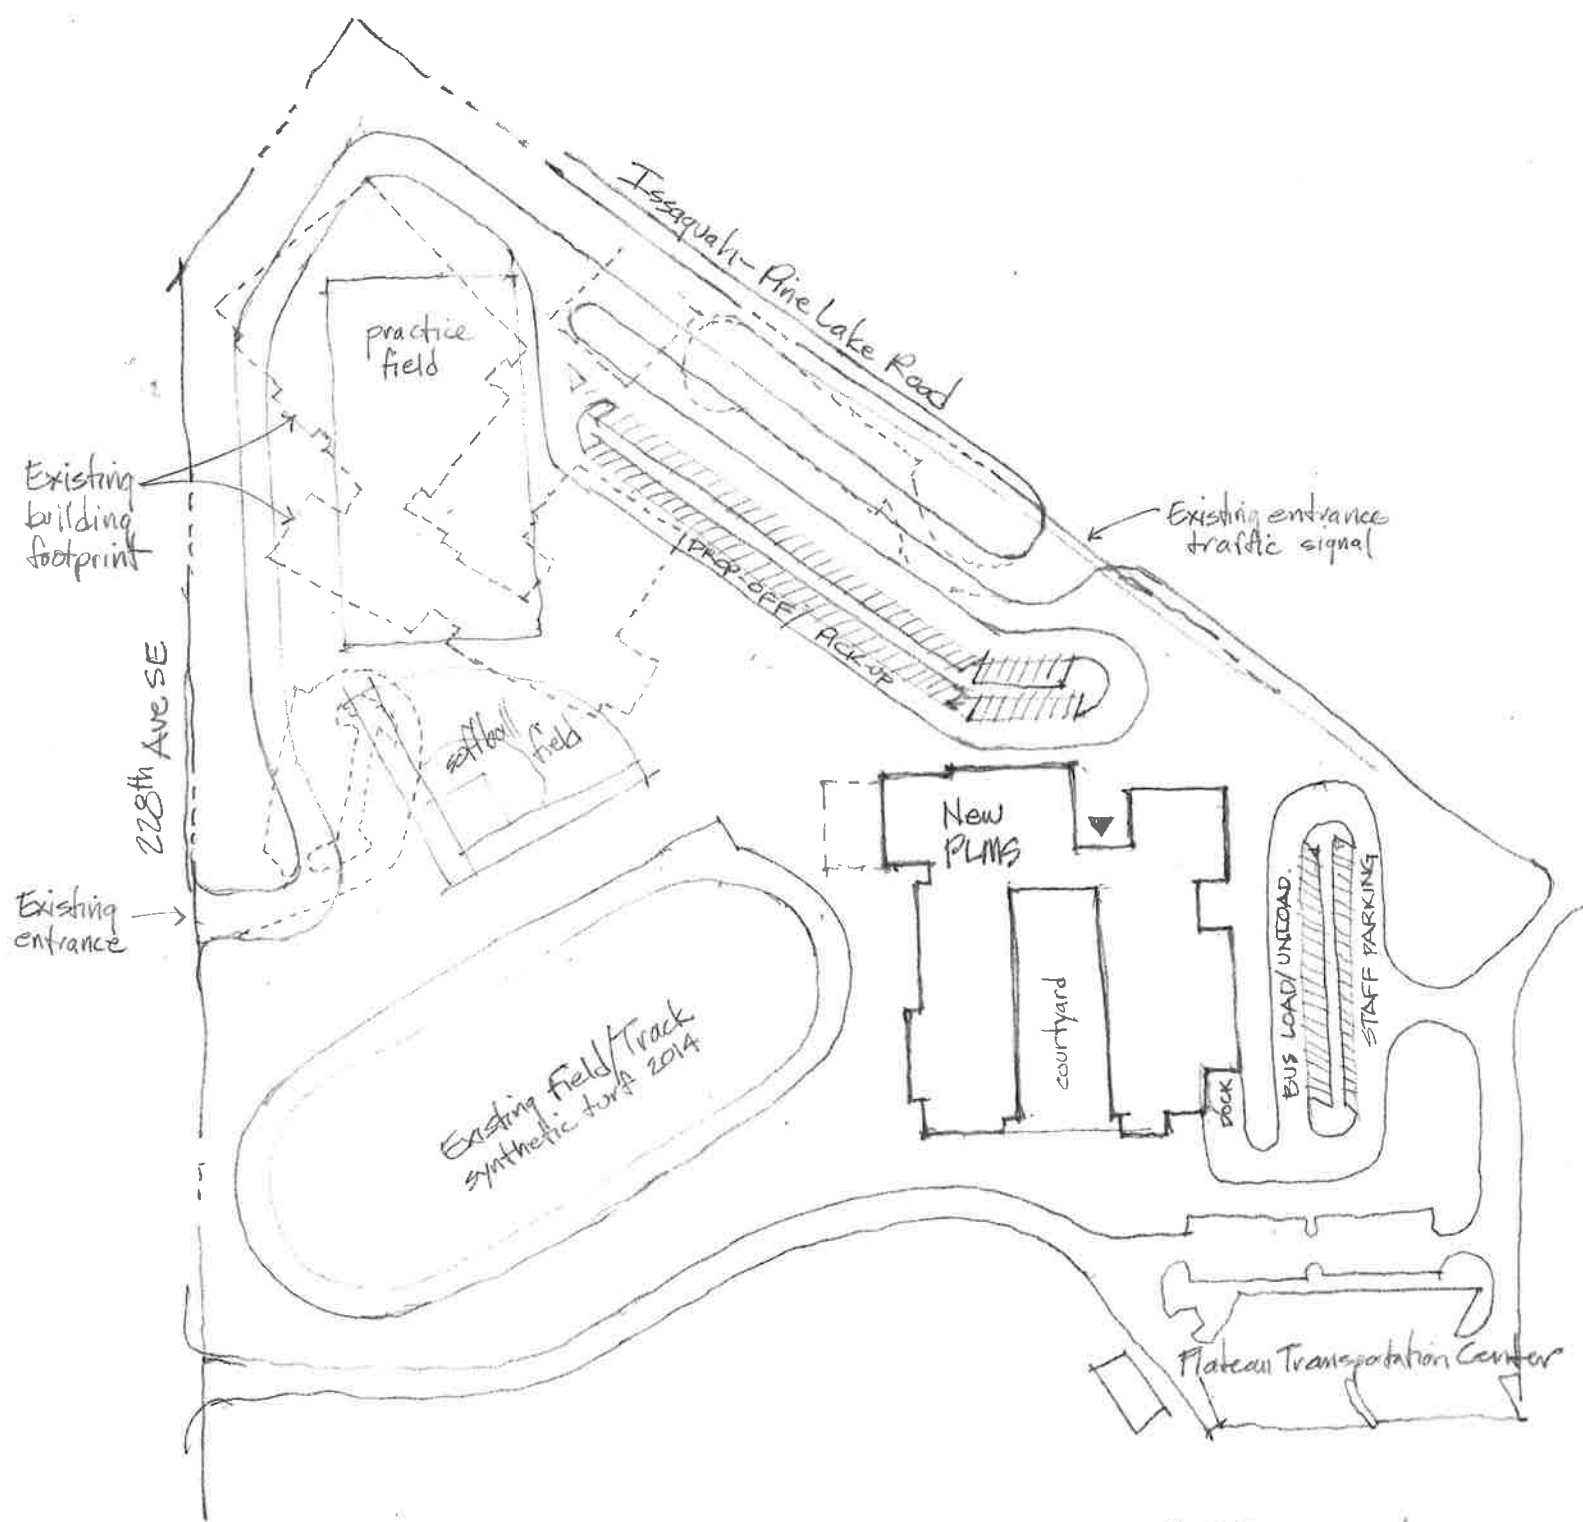 Issaquah-Pine Lake Road
practice
field
Existing
building
footprint
Existing entrance
traffic signal
/DROP-OFF/ PICK-UP
228th Ave SE
softball
field
New
PLMS
Existing
entrance
BUS LOAD/UNLOAD.
STAFF PARKING
courtyard
Existing field/Track
synthetic turf 2014
DOCK
Plateau Transportation Center